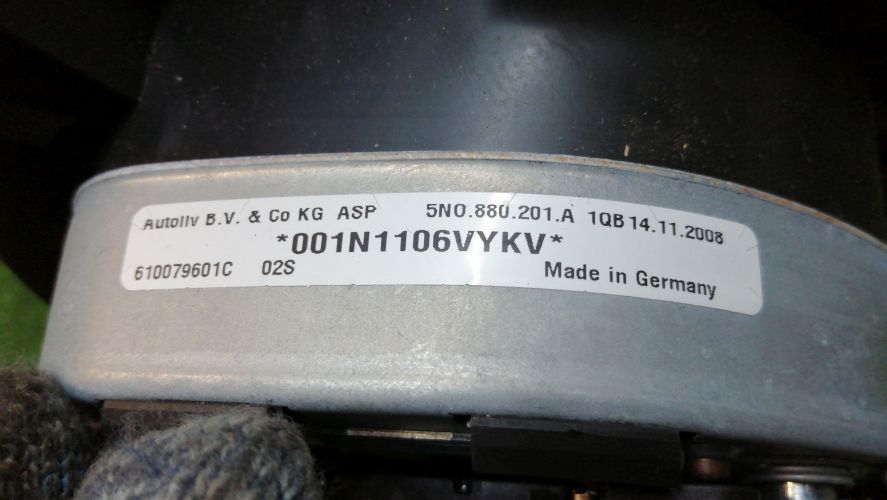 Autoliv B.V. & Co KG ASP 5N0.880.201.A 1QB 14.11.2008
*001N1106VYKV*
610079601C 02S Made in Germany